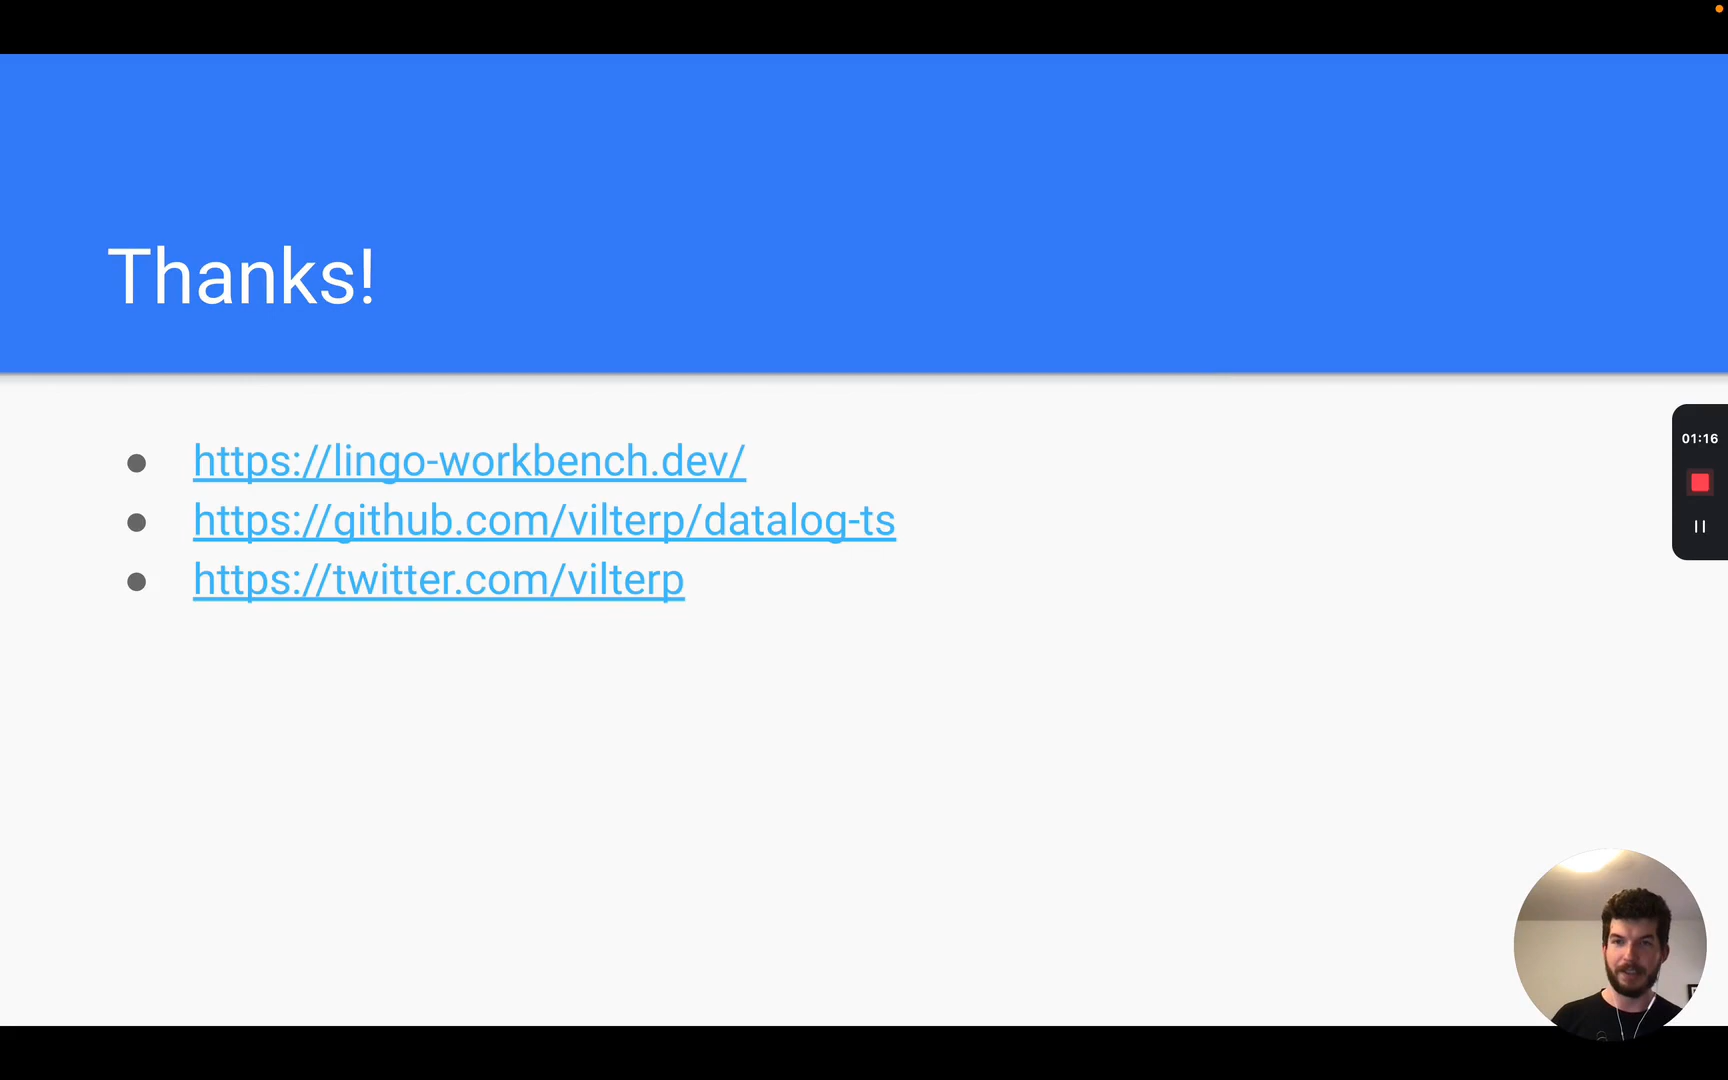 Thanks!
https://lingo-workbench.dev/
https://github.com/vilterp/datalog-ts
https://twitter.com/vilterp
01:16